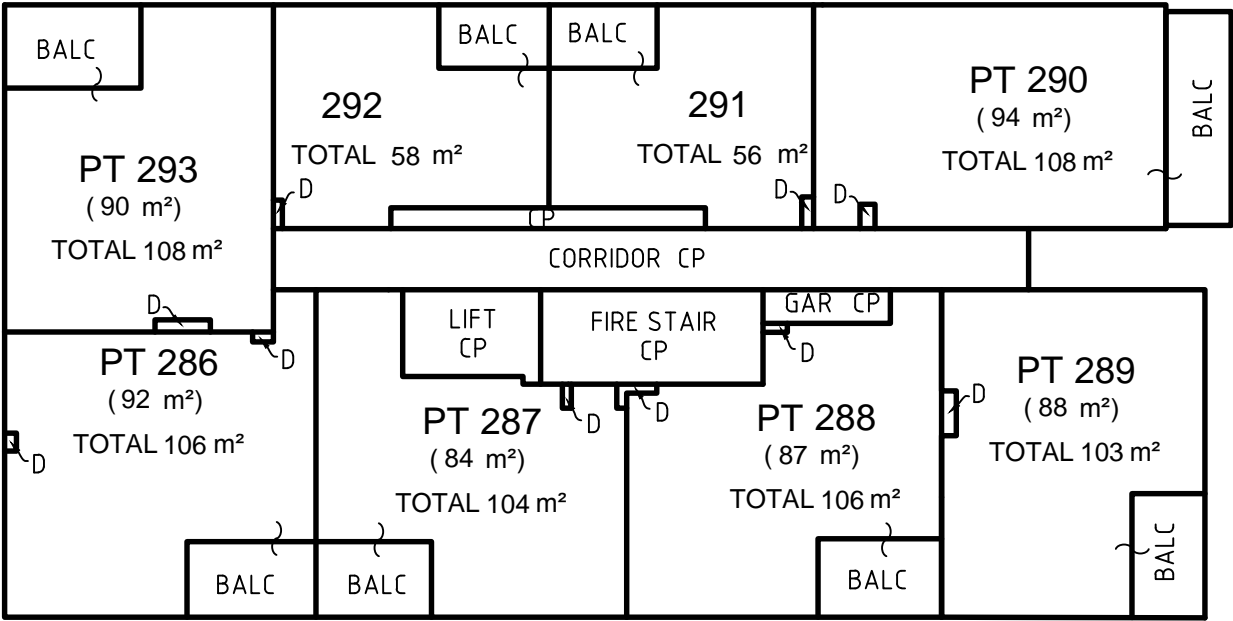 BALC
BALC
BALC
BALC
PT 293
(90 m²)
TOTAL 108 m²
292
TOTAL 58 m²
291
TOTAL 56 m²
PT 290
(94 m²)
TOTAL 108 m²
D
D
D
CP
CORRIDOR CP
D
D
LIFT
CP
FIRE STAIR
CP
GAR CP
D
PT 286
(92 m²)
TOTAL 106 m²
D
PT 287
(84 m²)
TOTAL 104 m²
D
D
PT 288
(87 m²)
TOTAL 106 m²
D
PT 289
(88 m²)
TOTAL 103 m²
BALC
BALC
BALC
BALC